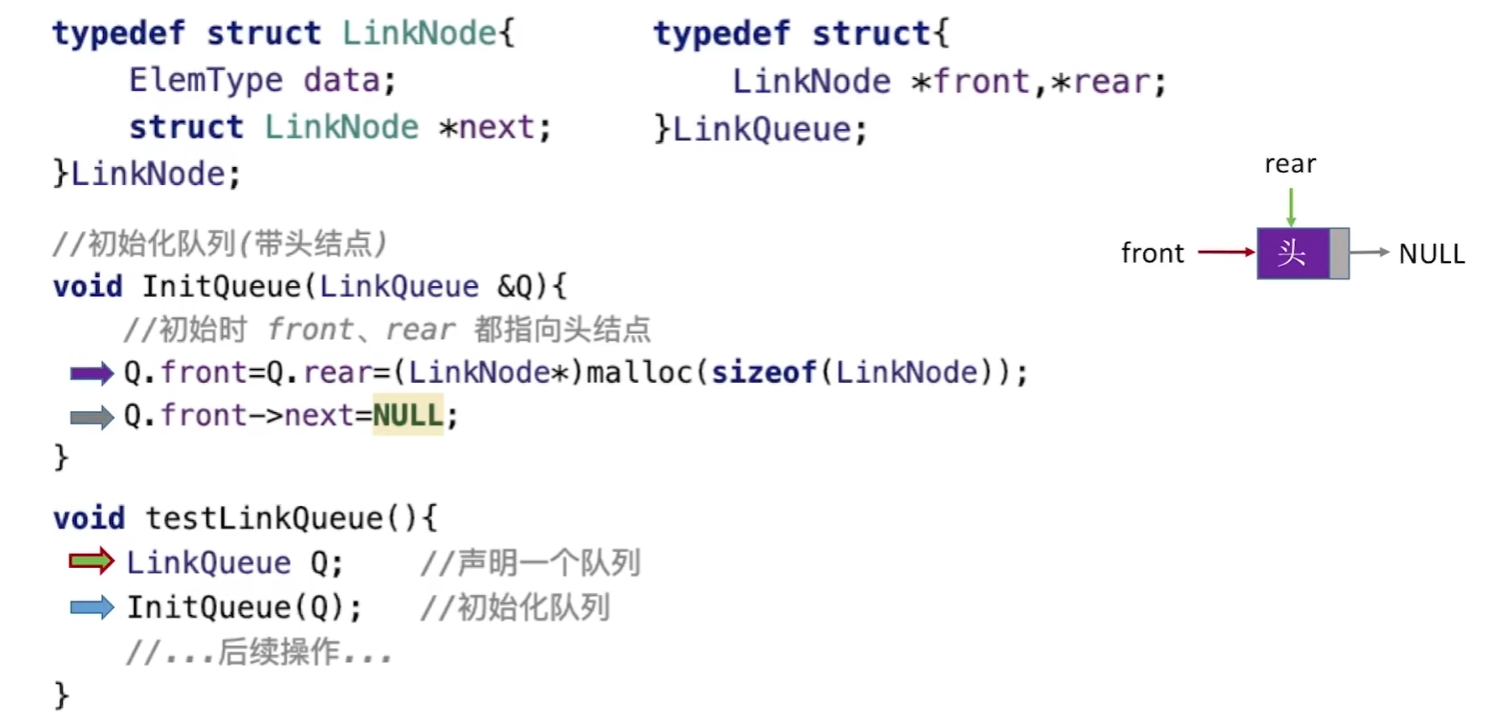 typedef struct LinkNode{
    ElemType data;
    struct LinkNode *next;
}LinkNode;
typedef struct{
    LinkNode *front,*rear;
}LinkQueue;
rear
front
头
NULL
//初始化队列(带头结点)
void InitQueue(LinkQueue &Q){
    //初始时 front、rear 都指向头结点
    Q.front=Q.rear=(LinkNode*)malloc(sizeof(LinkNode));
    Q.front->next=NULL;
}
void testLinkQueue(){
    LinkQueue Q;    //声明一个队列
    InitQueue(Q);   //初始化队列
    //...后续操作...
}